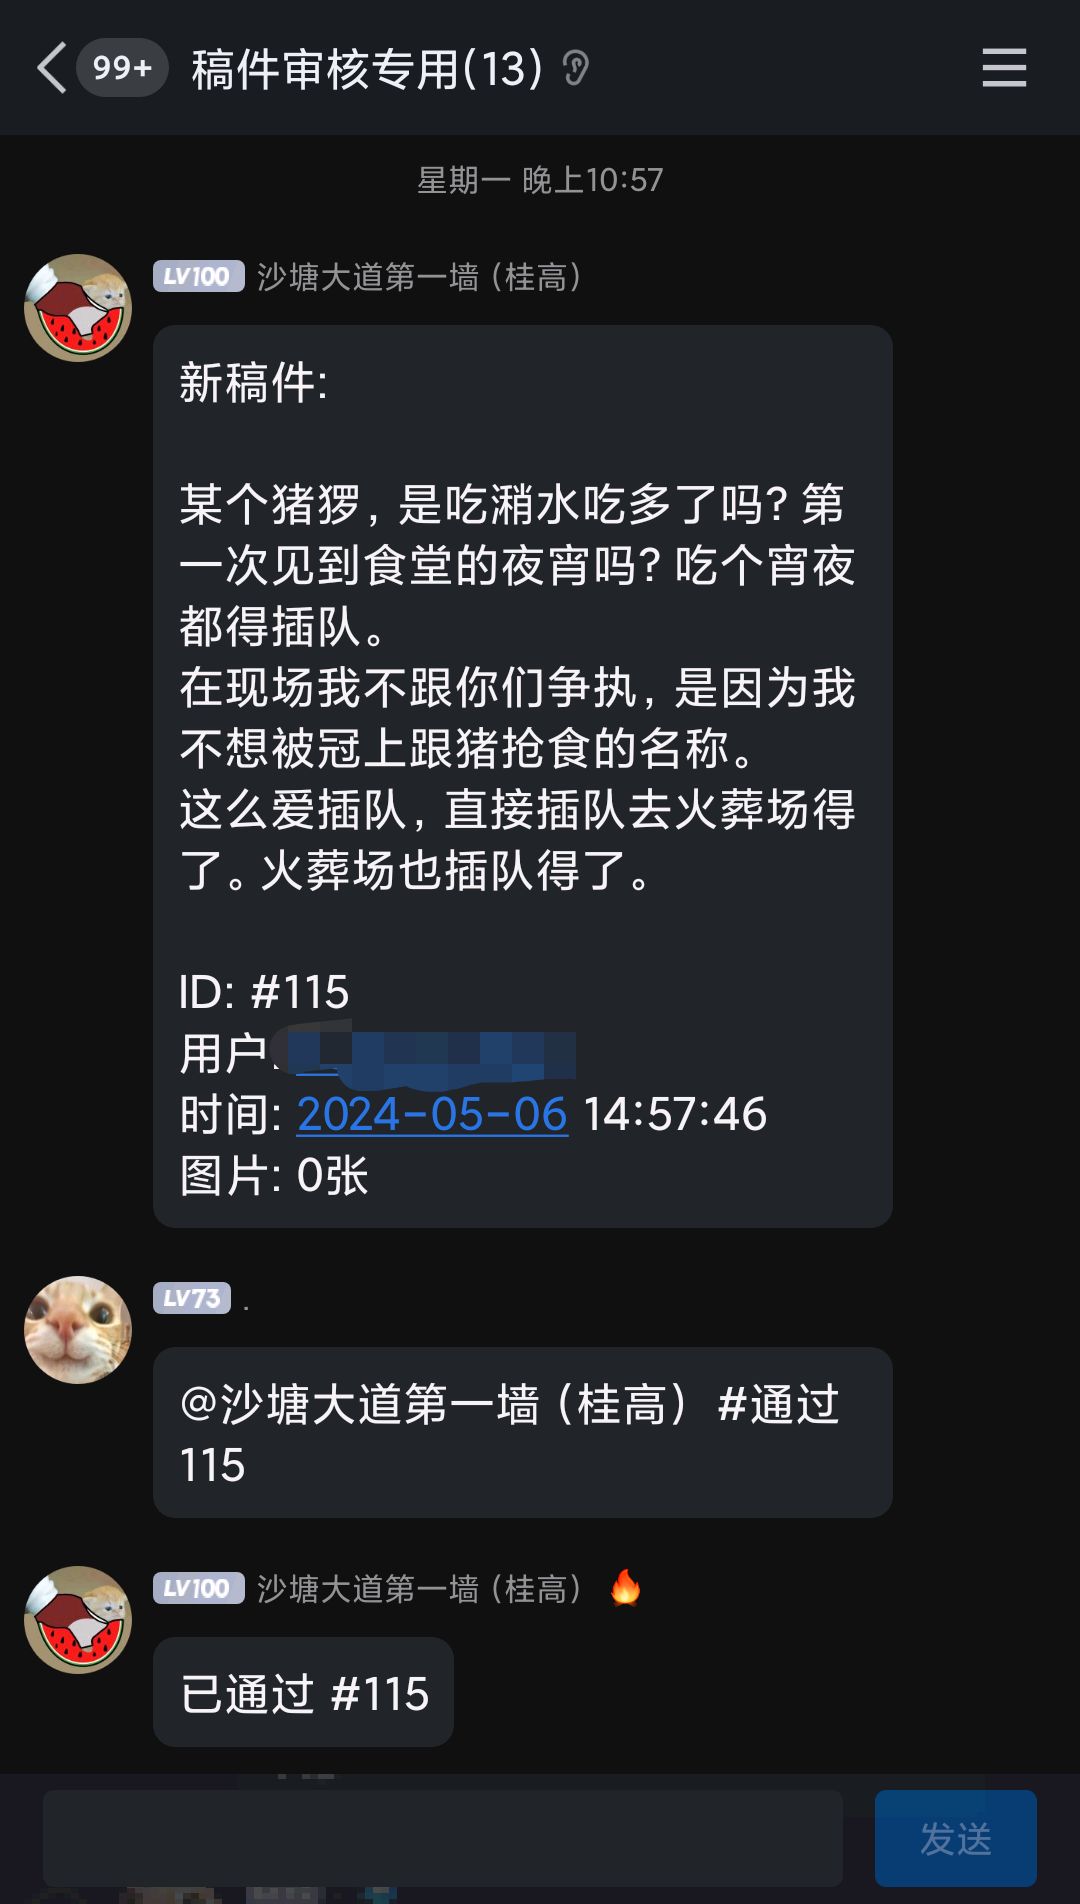 99+ 稿件审核专用(13)
星期一 晚上10:57
LV100 沙塘大道第一墙（桂高）
新稿件:
某个猪猡，是吃潲水吃多了吗？第
一次见到食堂的夜宵吗？吃个宵夜
都得插队。
在现场我不跟你们争执，是因为我
不想被冠上跟猪抢食的名称。
这么爱插队，直接插队去火葬场得
了。火葬场也插队得了。
ID: #115
用户:
时间: 2024-05-06 14:57:46
图片: 0张
LV73 .
@沙塘大道第一墙（桂高） #通过
115
LV100 沙塘大道第一墙（桂高）
已通过 #115
发送